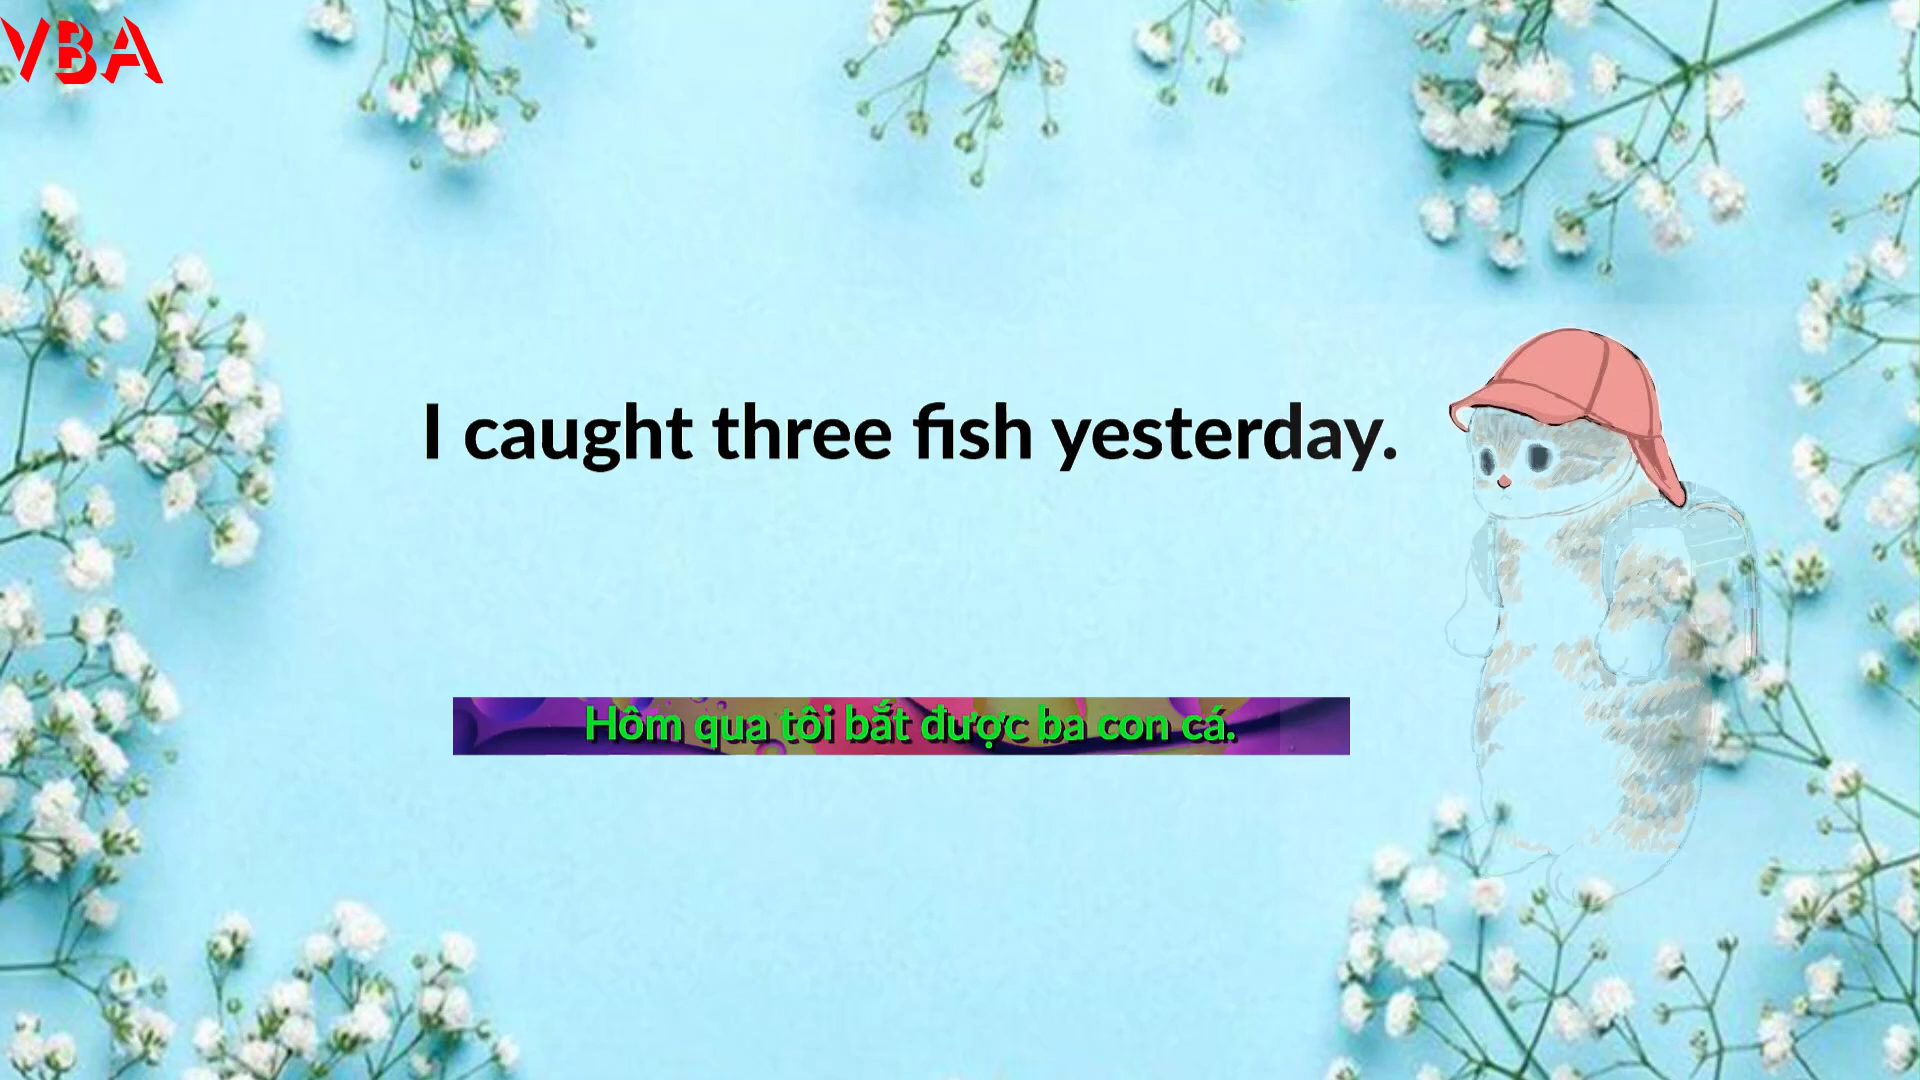 VBA
I caught three fish yesterday.
Hôm qua tôi bắt được ba con cá.